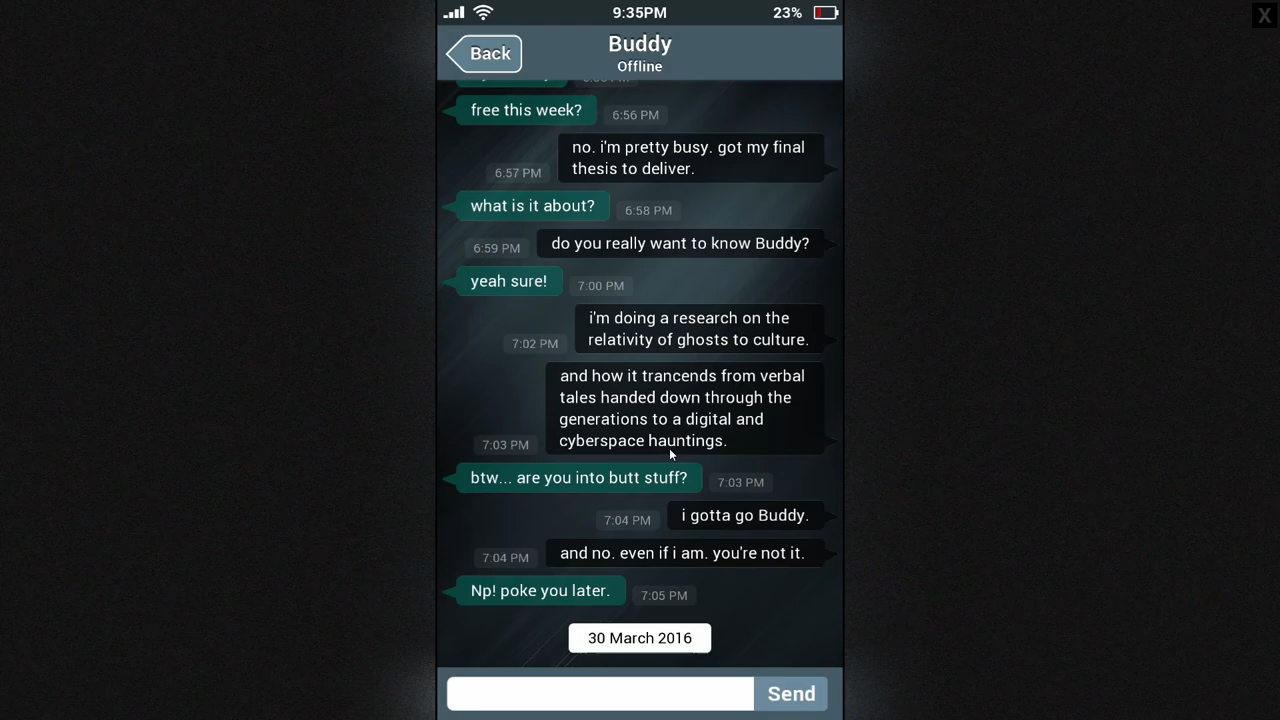 9:35PM
23%
X
Back
Buddy
Offline
free this week?
6:56 PM
no. i'm pretty busy. got my final
thesis to deliver.
6:57 PM
what is it about?
6:58 PM
do you really want to know Buddy?
6:59 PM
yeah sure!
7:00 PM
i'm doing a research on the
relativity of ghosts to culture.
7:02 PM
and how it trancends from verbal
tales handed down through the
generations to a digital and
cyberspace hauntings.
7:03 PM
btw... are you into butt stuff?
7:03 PM
i gotta go Buddy.
7:04 PM
and no. even if i am. you're not it.
7:04 PM
Np! poke you later.
7:05 PM
30 March 2016
Send